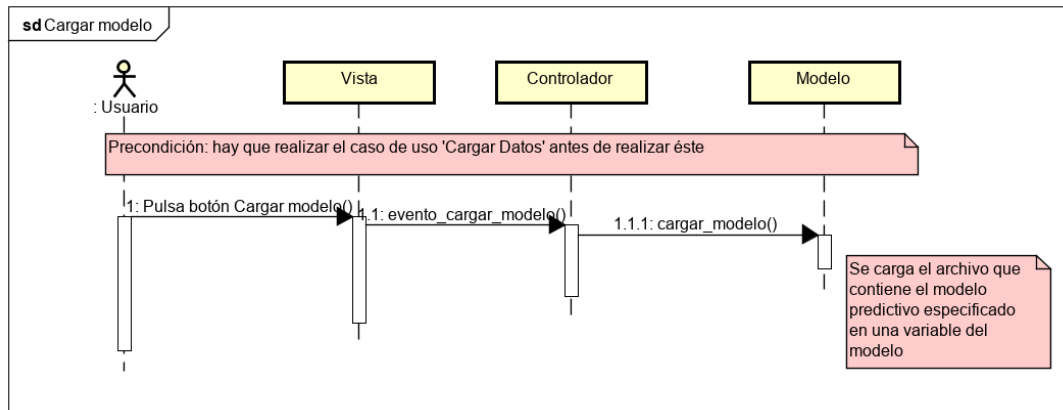 sd Cargar modelo
: Usuario
Vista
Controlador
Modelo
Precondición: hay que realizar el caso de uso 'Cargar Datos' antes de realizar éste
1: Pulsa botón Cargar modelo()
1.1: evento_cargar_modelo()
1.1.1: cargar_modelo()
Se carga el archivo que
contiene el modelo
predictivo especificado
en una variable del
modelo